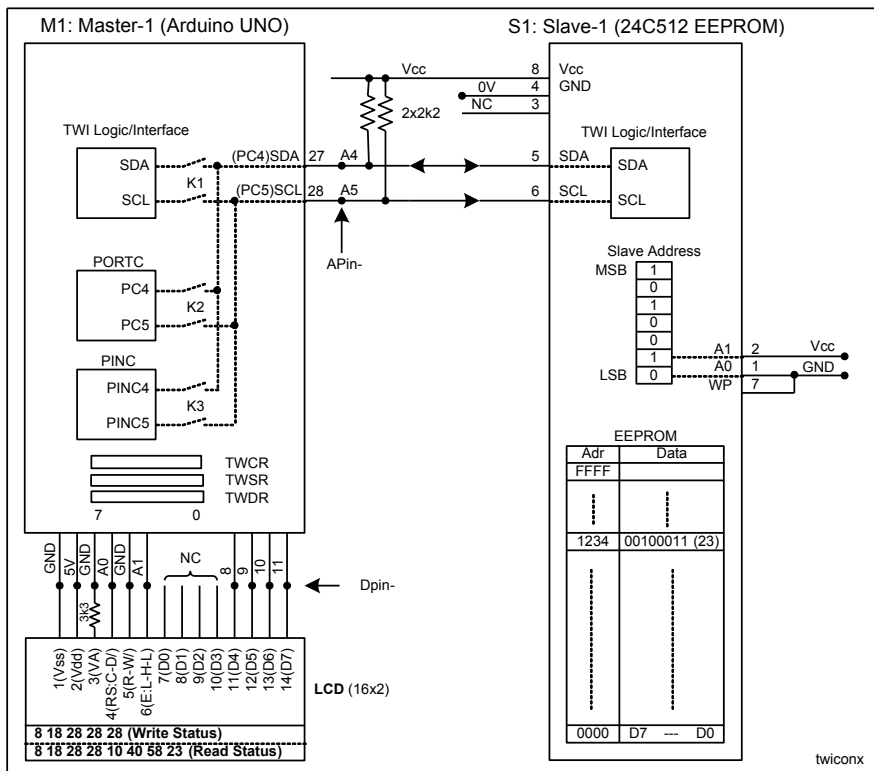 M1: Master-1 (Arduino UNO)
S1: Slave-1 (24C512 EEPROM)
TWI Logic/Interface
SDA
SCL
K1
(PC4)SDA 27 A4
(PC5)SCL 28 A5
APin-
PORTC
PC4
PC5
K2
PINC
PINC4
PINC5
K3
TWCR
TWSR
TWDR
7 0
Vcc 8 Vcc
0V 4 GND
NC 3
2x2k2
5 SDA
6 SCL
TWI Logic/Interface
SDA
SCL
Slave Address
MSB 1
0
1
0
0
1
LSB 0
A1 2 Vcc
A0 1 GND
WP 7
EEPROM
Adr Data
FFFF
1234 00100011 (23)
0000 D7 --- D0
GND
5V
GND
A0
GND
A1
NC
8
9
10
11
Dpin-
3k3
1(Vss)
2(Vdd)
3(VA)
4(RS:C-D/)
5(R-W/)
6(E:L-H-L)
7(D0)
8(D1)
9(D2)
10(D3)
11(D4)
12(D5)
13(D6)
14(D7)
LCD (16x2)
8 18 28 28 28 (Write Status)
8 18 28 28 10 40 58 23 (Read Status)
twiconx